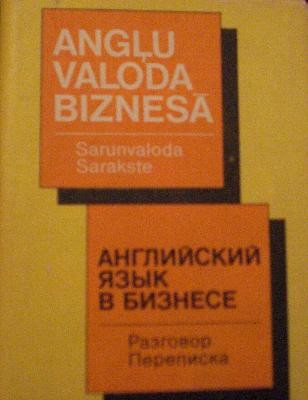 ANGĻU
VALODA
BIZNESĀ
Sarunvaloda
Sarakste
АНГЛИЙСКИЙ
ЯЗЫК
В БИЗНЕСЕ
Разговор
Переписка